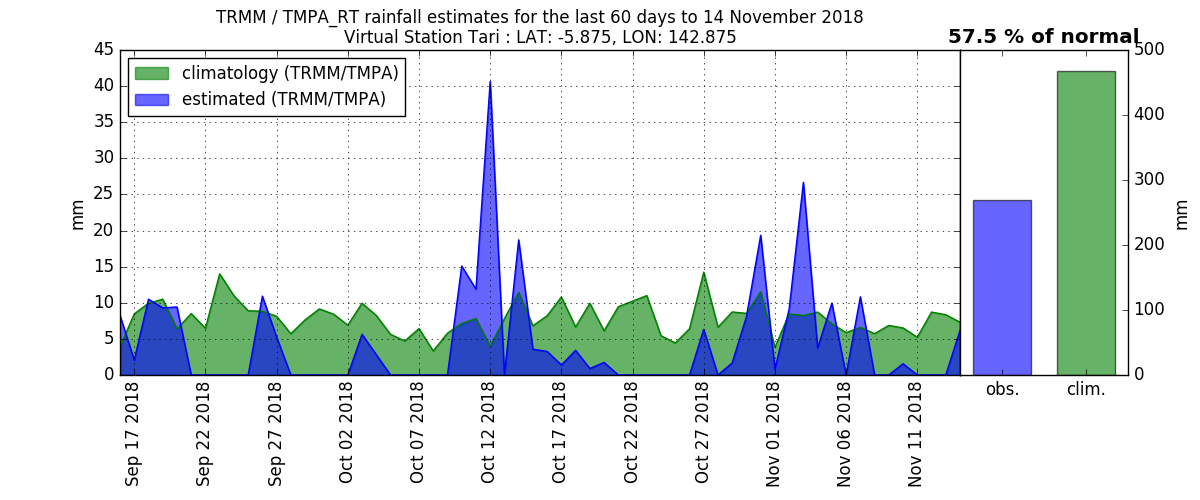 TRMM / TMPA_RT rainfall estimates for the last 60 days to 14 November 2018
Virtual Station Tari : LAT: -5.875, LON: 142.875
57.5 % of normal
climatology (TRMM/TMPA)
estimated (TRMM/TMPA)
45
40
35
30
25
20
15
10
5
0
mm
Sep 17 2018
Sep 22 2018
Sep 27 2018
Oct 02 2018
Oct 07 2018
Oct 12 2018
Oct 17 2018
Oct 22 2018
Oct 27 2018
Nov 01 2018
Nov 06 2018
Nov 11 2018
obs.
clim.
500
400
300
200
100
0
mm